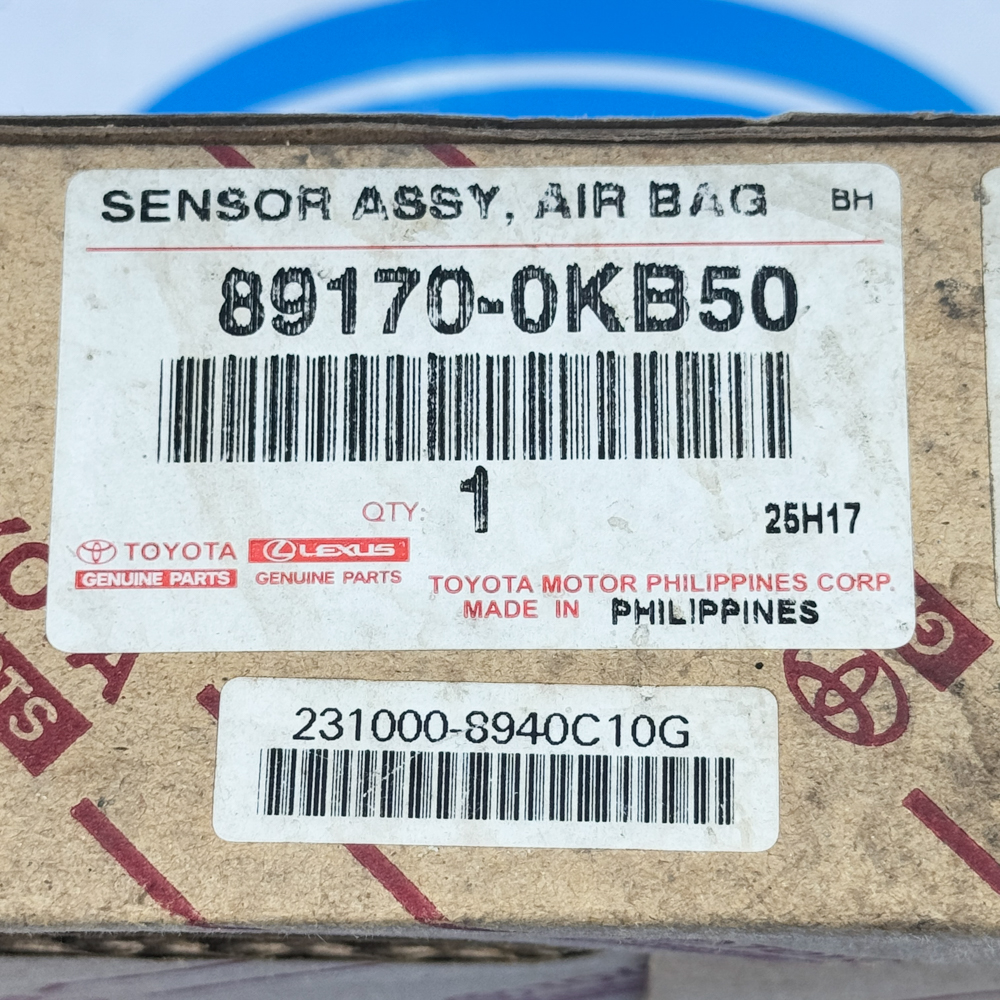 SENSOR ASSY, AIR BAG BH
89170-0KB50
QTY: 1
25H17
TOYOTA LEXUS
GENUINE PARTS GENUINE PARTS
TOYOTA MOTOR PHILIPPINES CORP.
MADE IN PHILIPPINES
231000-8940C10G